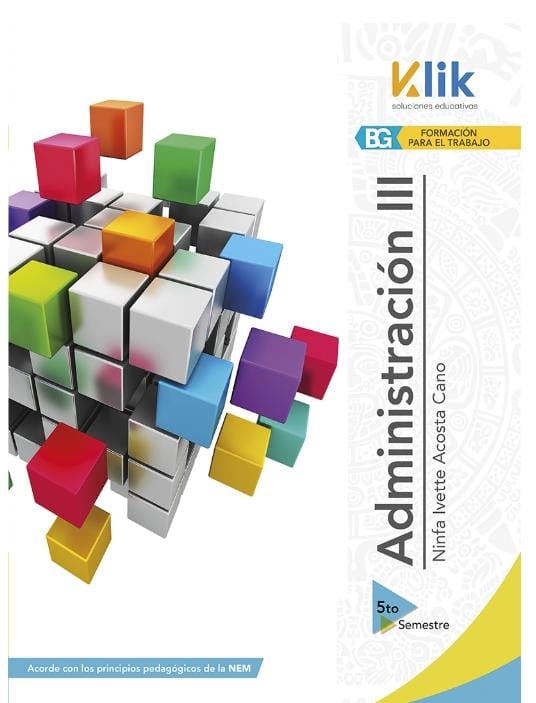 Klik
soluciones educativas
BG
FORMACIÓN
PARA EL TRABAJO
Administración III
Ninfa Ivette Acosta Cano
5to
Semestre
Acorde con los principios pedagógicos de la NEM